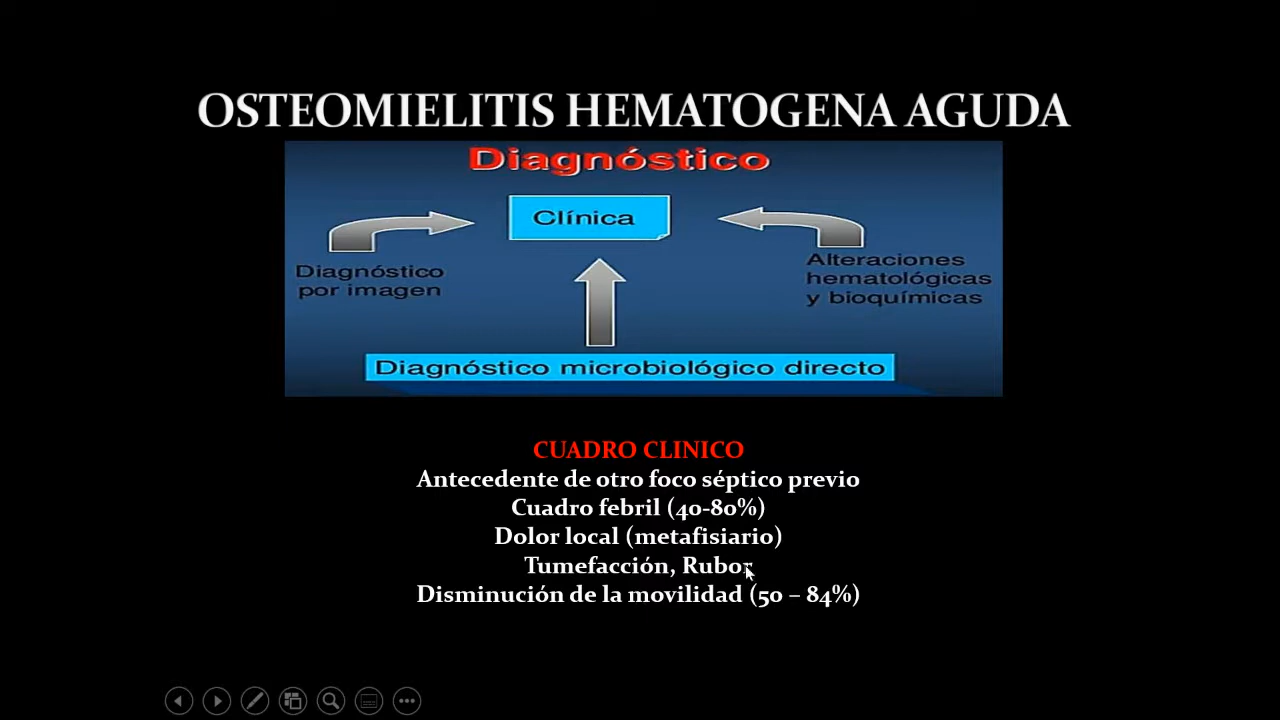 OSTEOMIELITIS HEMATOGENA AGUDA
Diagnóstico
Clínica
Diagnóstico
por imagen
Alteraciones
hematológicas
y bioquímicas
Diagnóstico microbiológico directo
CUADRO CLINICO
Antecedente de otro foco séptico previo
Cuadro febril (40-80%)
Dolor local (metafisiario)
Tumefacción, Rubor
Disminución de la movilidad (50 – 84%)